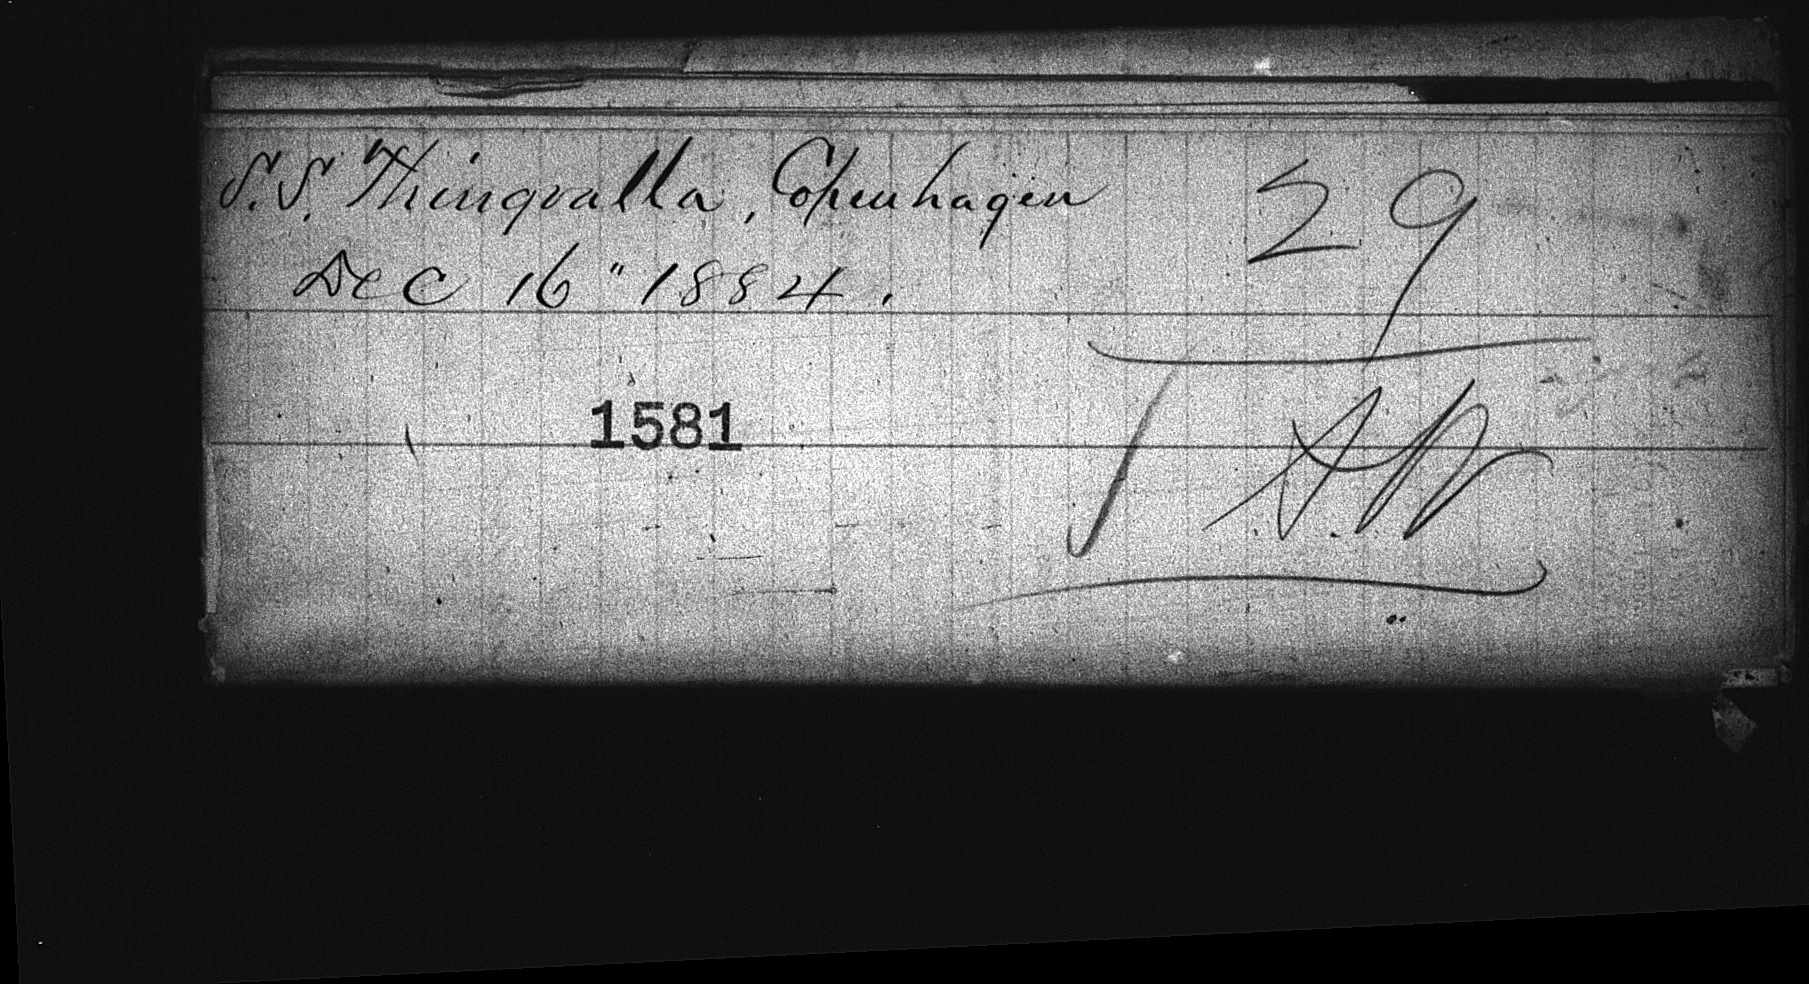 S.S. Thingvalla, Copenhagen
29
Dec 16" 1884.
1581